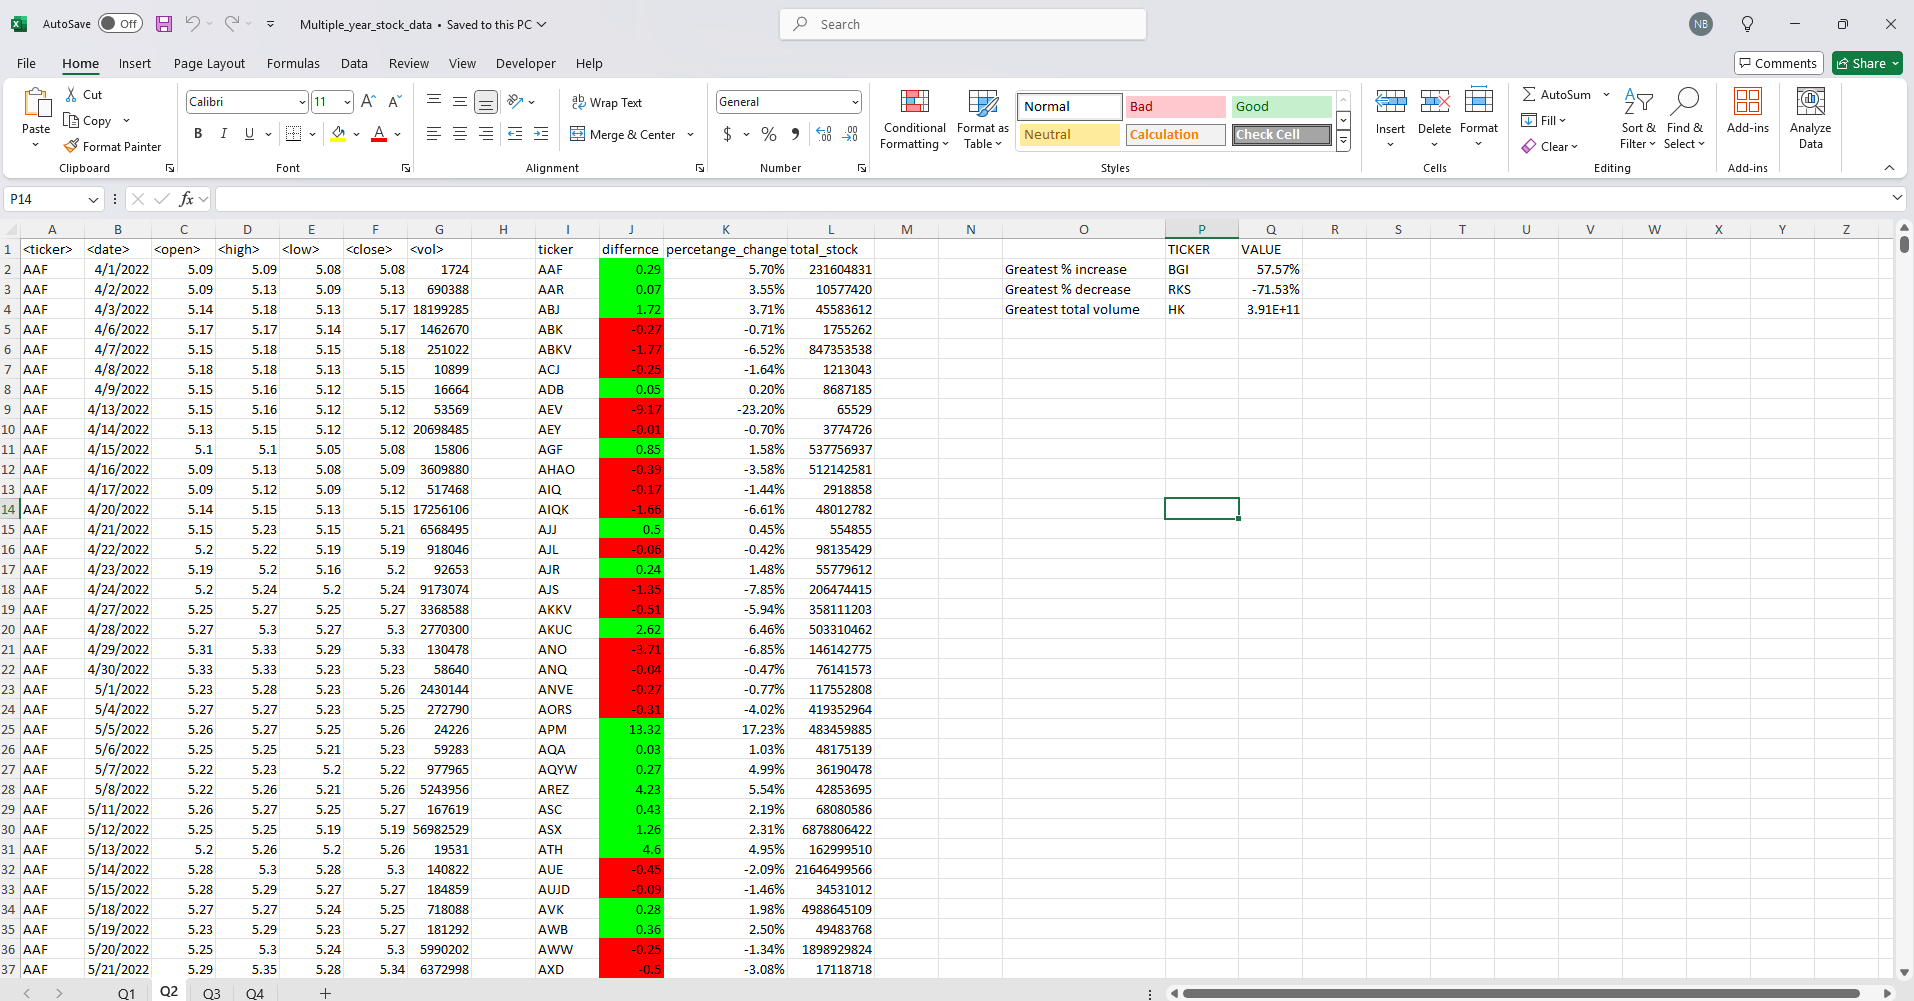 AutoSave Off Multiple_year_stock_data • Saved to this PC Search NB
File Home Insert Page Layout Formulas Data Review View Developer Help Comments Share
Paste Cut Copy Format Painter Clipboard
Calibri 11 A A B I U A Font
ab Wrap Text Merge & Center Alignment
General $ % Number
Conditional Formatting Format as Table Normal Bad Good Neutral Calculation Check Cell Styles
Insert Delete Format Cells
AutoSum Fill Clear Sort & Filter Find & Select Editing
Add-ins Add-ins
Analyze Data
P14 fx
A B C D E F G H I J K L M N O P Q R S T U V W X Y Z
1 <ticker> <date> <open> <high> <low> <close> <vol> ticker differnce percetange_change total_stock TICKER VALUE
2 AAF 4/1/2022 5.09 5.09 5.08 5.08 1724 AAF 0.29 5.70% 231604831 Greatest % increase BGI 57.57%
3 AAF 4/2/2022 5.09 5.13 5.09 5.13 690388 AAR 0.07 3.55% 10577420 Greatest % decrease RKS -71.53%
4 AAF 4/3/2022 5.14 5.18 5.13 5.17 18199285 ABJ 1.72 3.71% 45583612 Greatest total volume HK 3.91E+11
5 AAF 4/6/2022 5.17 5.17 5.14 5.17 1462670 ABK -0.27 -0.71% 1755262
6 AAF 4/7/2022 5.15 5.18 5.15 5.18 251022 ABKV -1.77 -6.52% 847353538
7 AAF 4/8/2022 5.18 5.18 5.13 5.15 10899 ACJ -0.25 -1.64% 1213043
8 AAF 4/9/2022 5.15 5.16 5.12 5.15 16664 ADB 0.05 0.20% 8687185
9 AAF 4/13/2022 5.15 5.16 5.12 5.12 53569 AEV -9.17 -23.20% 65529
10 AAF 4/14/2022 5.13 5.15 5.12 5.12 20698485 AEY -0.01 -0.70% 3774726
11 AAF 4/15/2022 5.1 5.1 5.05 5.08 15806 AGF 0.85 1.58% 537756937
12 AAF 4/16/2022 5.09 5.13 5.08 5.09 3609880 AHAO -0.39 -3.58% 512142581
13 AAF 4/17/2022 5.09 5.12 5.09 5.12 517468 AIQ -0.17 -1.44% 2918858
14 AAF 4/20/2022 5.14 5.15 5.13 5.15 17256106 AIQK -1.66 -6.61% 48012782
15 AAF 4/21/2022 5.15 5.23 5.15 5.21 6568495 AJJ 0.5 0.45% 554855
16 AAF 4/22/2022 5.2 5.22 5.19 5.19 918046 AJL -0.06 -0.42% 98135429
17 AAF 4/23/2022 5.19 5.2 5.16 5.2 92653 AJR 0.24 1.48% 55779612
18 AAF 4/24/2022 5.2 5.24 5.2 5.24 9173074 AJS -1.35 -7.85% 206474415
19 AAF 4/27/2022 5.25 5.27 5.25 5.27 3368588 AKKV -0.51 -5.94% 358111203
20 AAF 4/28/2022 5.27 5.3 5.27 5.3 2770300 AKUC 2.62 6.46% 503310462
21 AAF 4/29/2022 5.31 5.33 5.29 5.33 130478 ANO -3.71 -6.85% 146142775
22 AAF 4/30/2022 5.33 5.33 5.23 5.23 58640 ANQ -0.04 -0.47% 76141573
23 AAF 5/1/2022 5.23 5.28 5.23 5.26 2430144 ANVE -0.27 -0.77% 117552808
24 AAF 5/4/2022 5.27 5.27 5.23 5.25 272790 AORS -0.31 -4.02% 419352964
25 AAF 5/5/2022 5.26 5.27 5.25 5.26 24226 APM 13.32 17.23% 483459885
26 AAF 5/6/2022 5.25 5.25 5.21 5.23 59283 AQA 0.03 1.03% 48175139
27 AAF 5/7/2022 5.22 5.23 5.2 5.22 977965 AQYW 0.27 4.99% 36190478
28 AAF 5/8/2022 5.22 5.26 5.21 5.26 5243956 AREZ 4.23 5.54% 42853695
29 AAF 5/11/2022 5.26 5.27 5.25 5.27 167619 ASC 0.43 2.19% 68080586
30 AAF 5/12/2022 5.25 5.25 5.19 5.19 56982529 ASX 1.26 2.31% 6878806422
31 AAF 5/13/2022 5.2 5.26 5.2 5.26 19531 ATH 4.6 4.95% 162999510
32 AAF 5/14/2022 5.28 5.3 5.28 5.3 140822 AUE -0.45 -2.09% 21646499566
33 AAF 5/15/2022 5.28 5.29 5.27 5.27 184859 AUJD -0.09 -1.46% 34531012
34 AAF 5/18/2022 5.27 5.27 5.24 5.25 718088 AVK 0.28 1.98% 4988645109
35 AAF 5/19/2022 5.23 5.29 5.23 5.27 181292 AWB 0.36 2.50% 49483768
36 AAF 5/20/2022 5.25 5.3 5.24 5.3 5990202 AWW -0.25 -1.34% 1898929824
37 AAF 5/21/2022 5.29 5.35 5.28 5.34 6372998 AXD -0.5 -3.08% 17118718
Q1 Q2 Q3 Q4